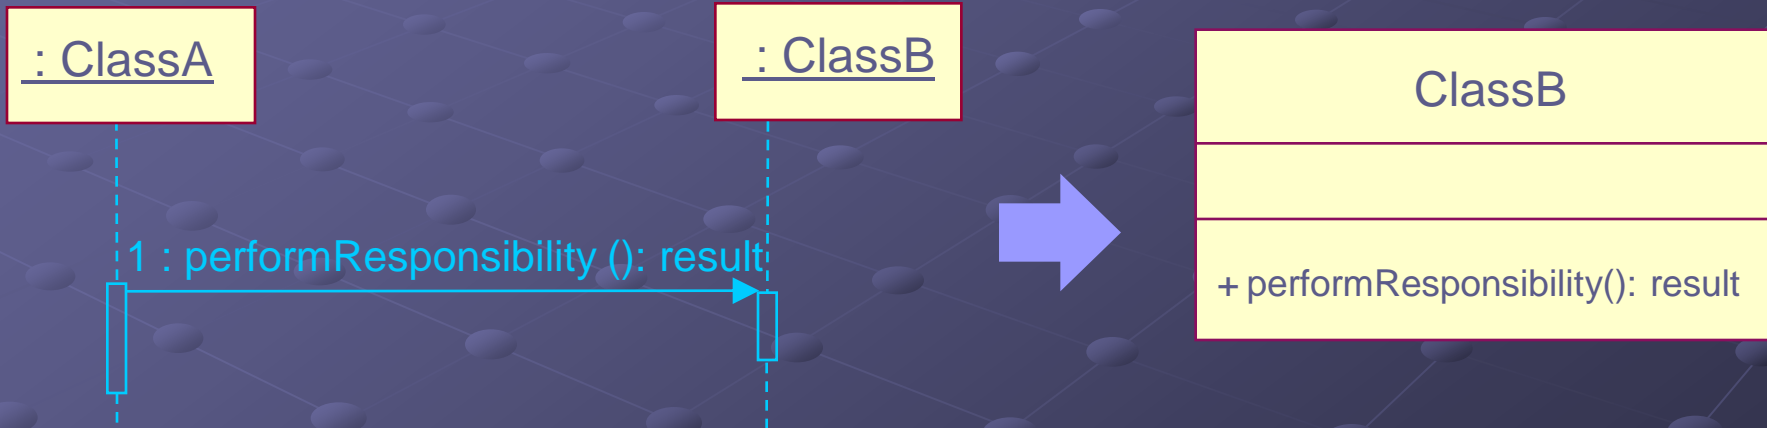 : ClassA
: ClassB
1 : performResponsibility (): result
ClassB
+ performResponsibility(): result